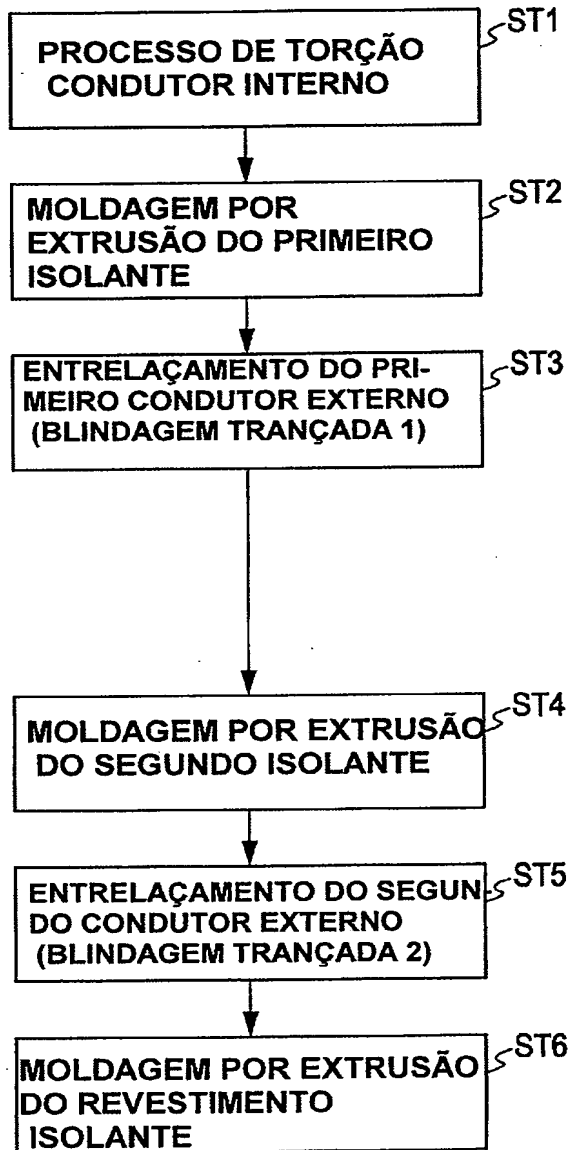 ST1
PROCESSO DE TORÇÃO
CONDUTOR INTERNO
ST2
MOLDAGEM POR
EXTRUSÃO DO PRIMEIRO
ISOLANTE
ST3
ENTRELAÇAMENTO DO PRI-
MEIRO CONDUTOR EXTERNO
(BLINDAGEM TRANÇADA 1)
ST4
MOLDAGEM POR EXTRUSÃO
DO SEGUNDO ISOLANTE
ST5
ENTRELAÇAMENTO DO SEGUN-
DO CONDUTOR EXTERNO
(BLINDAGEM TRANÇADA 2)
ST6
MOLDAGEM POR EXTRUSÃO
DO REVESTIMENTO
ISOLANTE